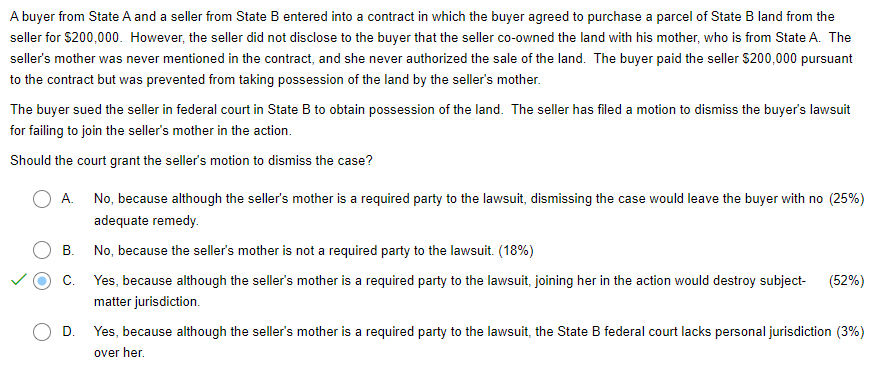 A buyer from State A and a seller from State B entered into a contract in which the buyer agreed to purchase a parcel of State B land from the
seller for $200,000.  However, the seller did not disclose to the buyer that the seller co-owned the land with his mother, who is from State A.  The
seller's mother was never mentioned in the contract, and she never authorized the sale of the land.  The buyer paid the seller $200,000 pursuant
to the contract but was prevented from taking possession of the land by the seller's mother.
The buyer sued the seller in federal court in State B to obtain possession of the land.  The seller has filed a motion to dismiss the buyer's lawsuit
for failing to join the seller's mother in the action.
Should the court grant the seller's motion to dismiss the case?
A. No, because although the seller's mother is a required party to the lawsuit, dismissing the case would leave the buyer with no (25%)
adequate remedy.
B. No, because the seller's mother is not a required party to the lawsuit. (18%)
C. Yes, because although the seller's mother is a required party to the lawsuit, joining her in the action would destroy subject- (52%)
matter jurisdiction.
D. Yes, because although the seller's mother is a required party to the lawsuit, the State B federal court lacks personal jurisdiction (3%)
over her.